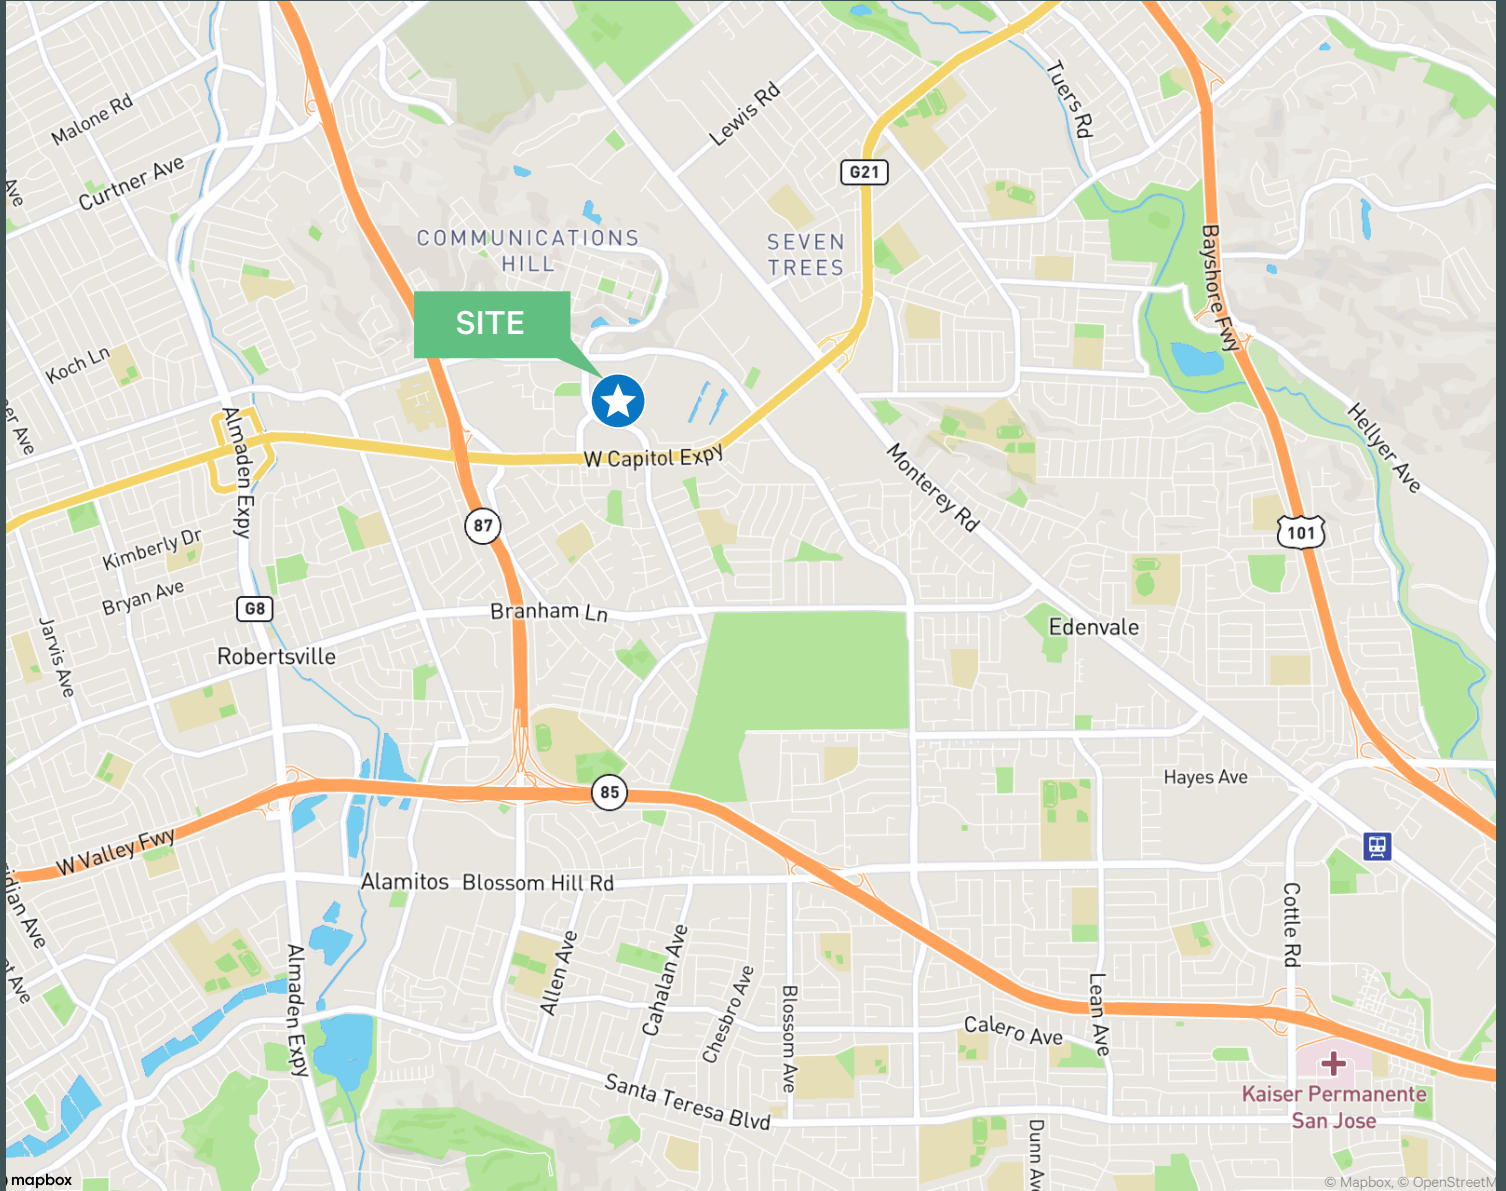 Malone Rd
Tuers Rd
Lewis Rd
Curtner Ave
G21
Ave
COMMUNICATIONS
HILL
SEVEN
TREES
Bayshore Fwy
SITE
Koch Ln
Almaden Expy
Hellyer Ave
W Capitol Expy
Monterey Rd
87
101
Kimberly Dr
Bryan Ave
G8
Branham Ln
Jarvis Ave
Edenvale
Robertsville
Hayes Ave
85
W Valley Fwy
Alamitos
Blossom Hill Rd
Cottle Rd
Almaden Expy
Allen Ave
Cahalan Ave
Chesbro Ave
Blossom Ave
Lean Ave
Calero Ave
Santa Teresa Blvd
Kaiser Permanente
San Jose
Dunn Av
mapbox
© Mapbox, © OpenStreetM